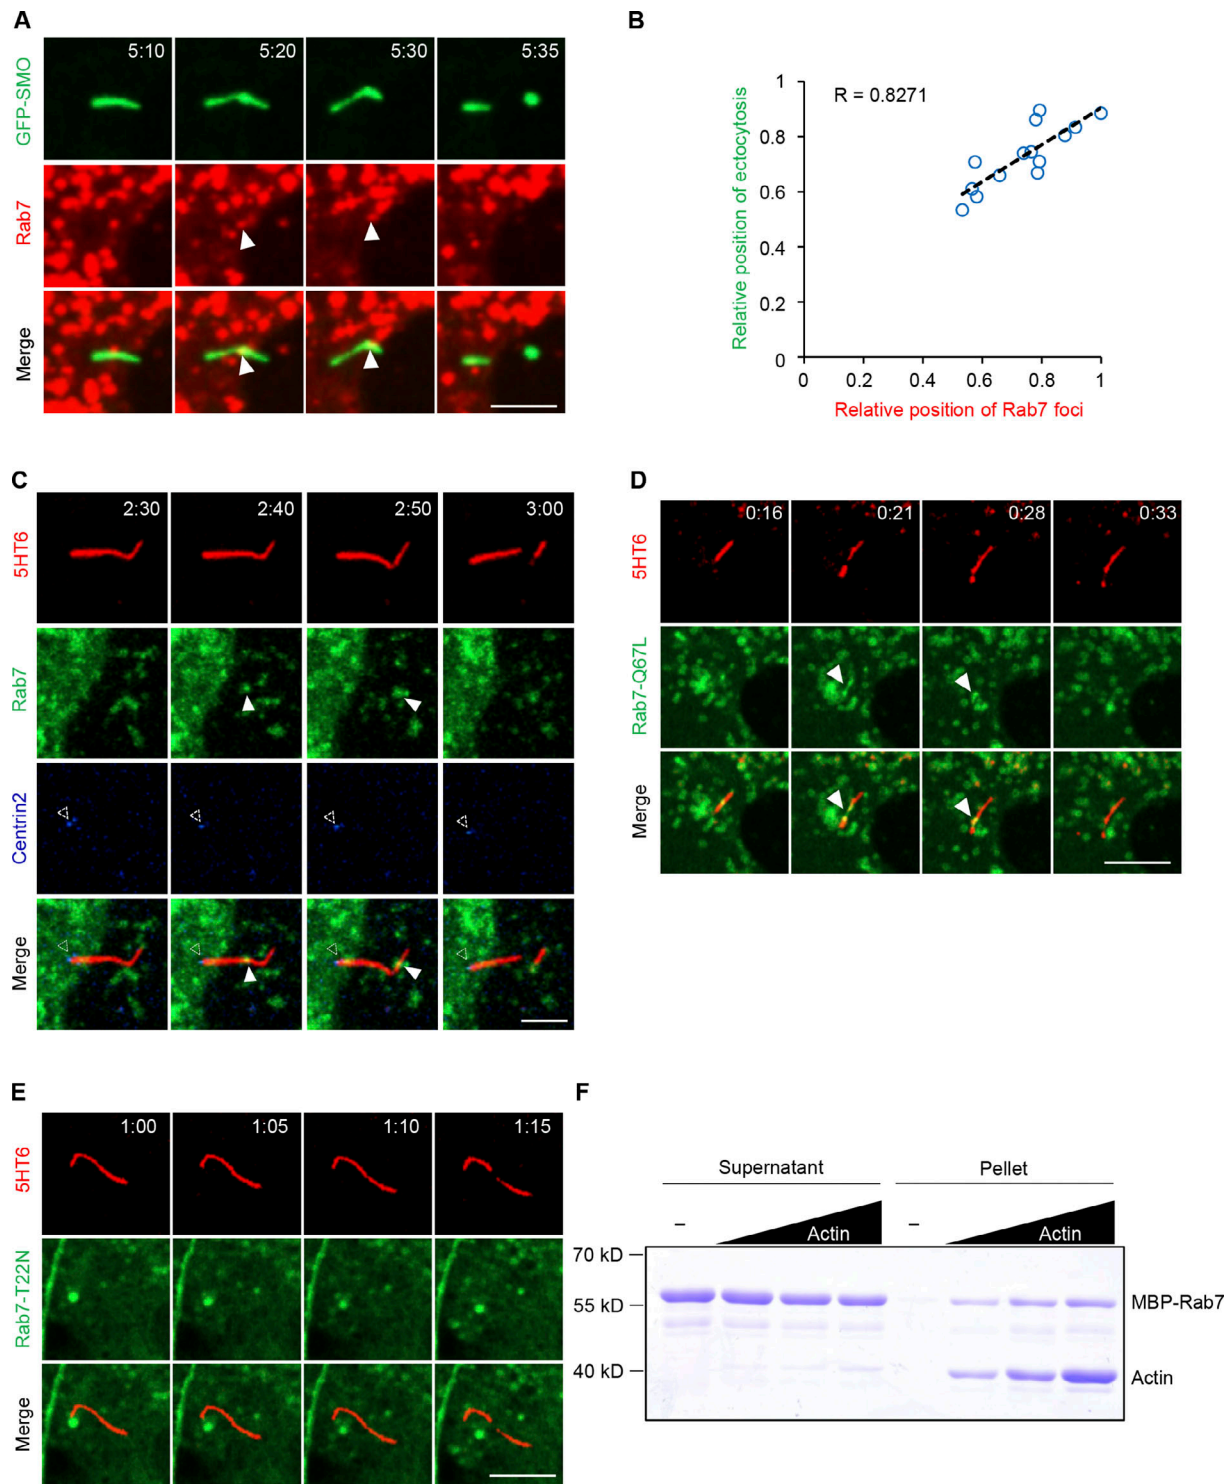 A
5:10 5:20 5:30 5:35
GFP-SMO
Rab7
Merge
B
R = 0.8271
1
0.8
0.6
0.4
0.2
0
0 0.2 0.4 0.6 0.8 1
Relative position of ectocytosis
Relative position of Rab7 foci
C
2:30 2:40 2:50 3:00
5HT6
Rab7
Centrin2
Merge
D
0:16 0:21 0:28 0:33
5HT6
Rab7-Q67L
Merge
E
1:00 1:05 1:10 1:15
5HT6
Rab7-T22N
Merge
F
Supernatant Pellet
– Actin – Actin
70 kD
55 kD
40 kD
MBP-Rab7
Actin